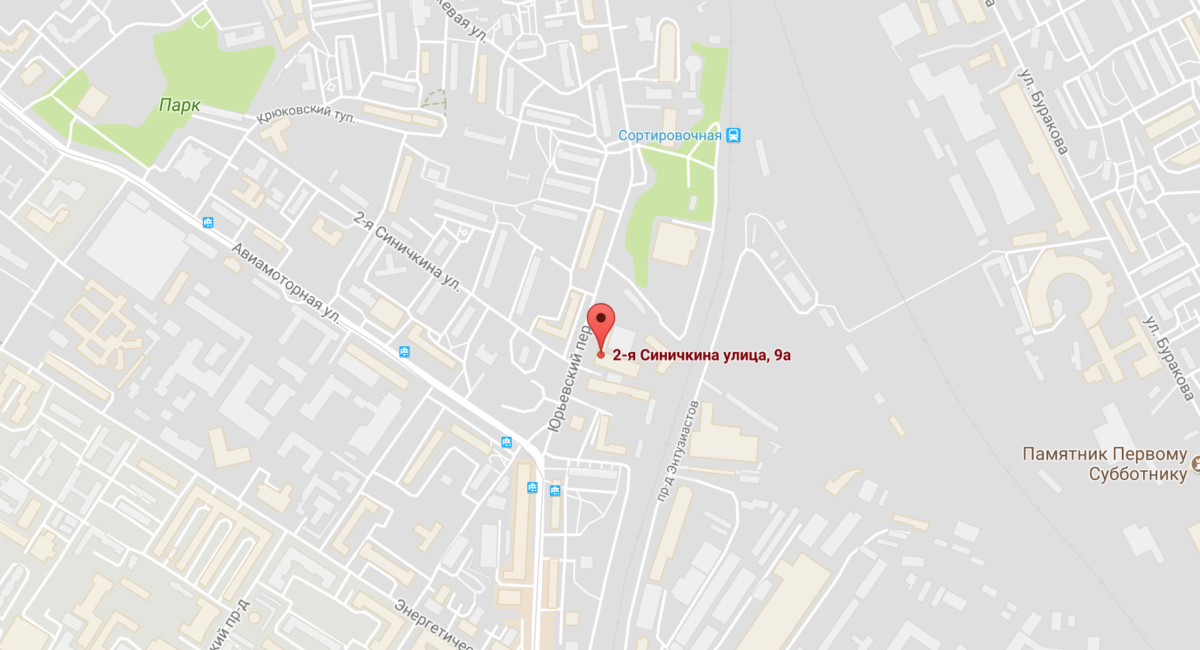 ул. Буракова
Парк
Крюковский туп.
Сортировочная
2-я Синичкина ул.
Авиамоторная ул.
Юрьевский пер.
2-я Синичкина улица, 9а
ул. Буракова
пр-д Энтузиастов
Памятник Первому
Субботнику